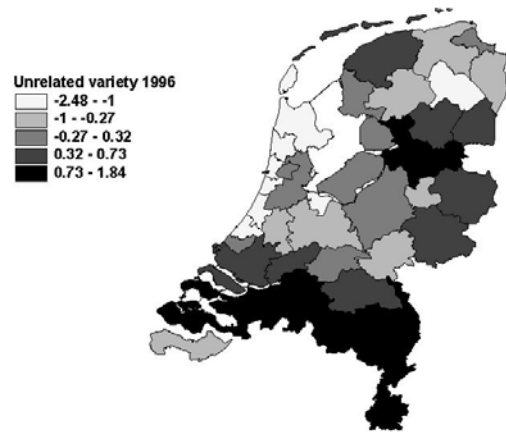 Unrelated variety 1996
-2.48 - -1
-1 - -0.27
-0.27 - 0.32
0.32 - 0.73
0.73 - 1.84